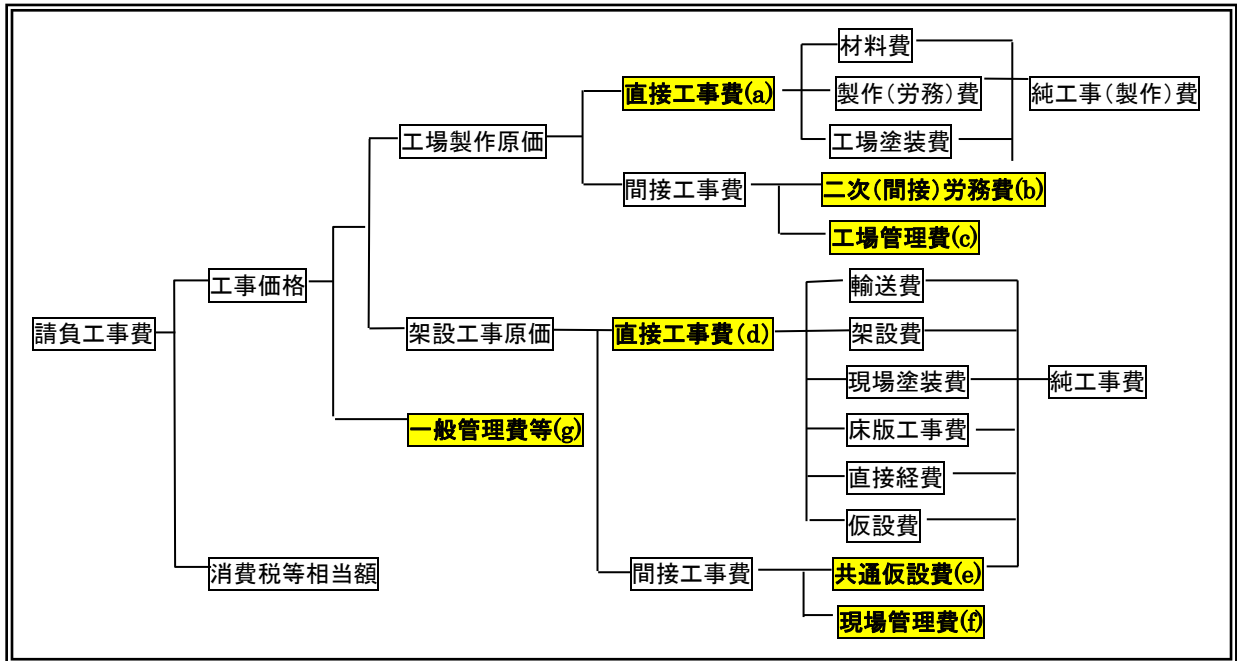 材料費
直接工事費(a)
製作(労務)費
純工事(製作)費
工場製作原価
工場塗装費
間接工事費
二次(間接)労務費(b)
工場管理費(c)
工事価格
輸送費
請負工事費
架設工事原価
直接工事費(d)
架設費
現場塗装費
純工事費
一般管理費等(g)
床版工事費
直接経費
仮設費
消費税等相当額
間接工事費
共通仮設費(e)
現場管理費(f)